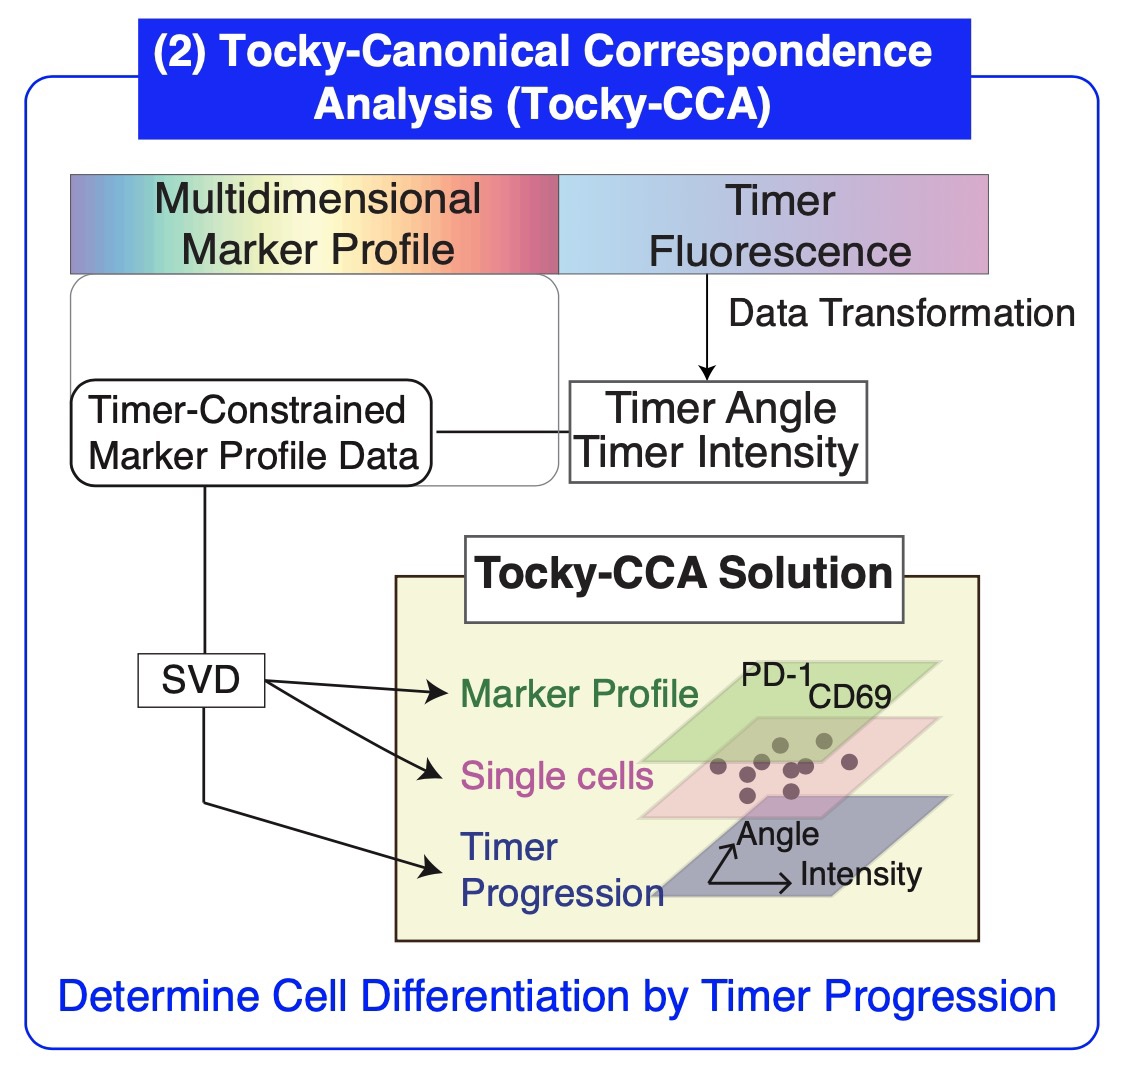 (2) Tocky-Canonical Correspondence
Analysis (Tocky-CCA)
Multidimensional
Marker Profile
Timer
Fluorescence
Data Transformation
Timer-Constrained
Marker Profile Data
Timer Angle
Timer Intensity
Tocky-CCA Solution
SVD
Marker Profile
PD-1
CD69
Single cells
Timer
Progression
Angle
Intensity
Determine Cell Differentiation by Timer Progression